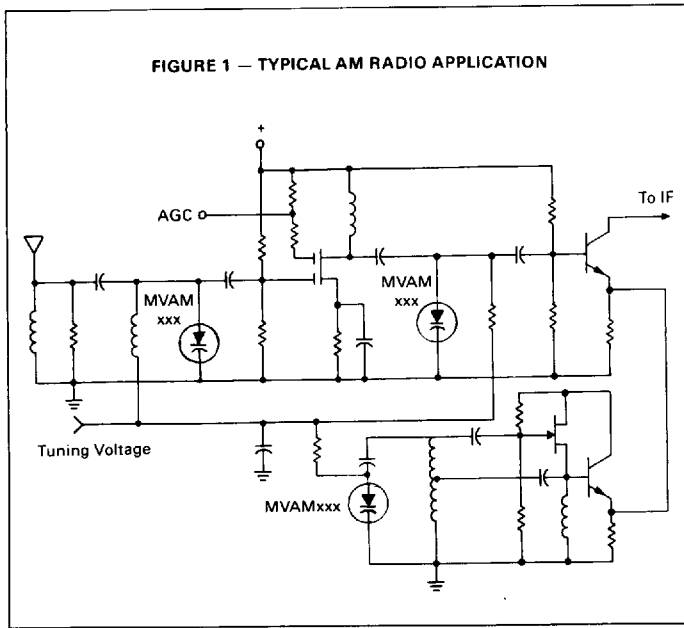 FIGURE 1 — TYPICAL AM RADIO APPLICATION
+
To IF
AGC
MVAM
xxx
MVAM
xxx
Tuning Voltage
MVAMxxx